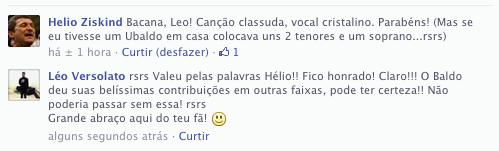 Helio Ziskind Bacana, Leo! Canção classuda, vocal cristalino. Parabéns! (Mas se
eu tivesse um Ubaldo em casa colocava uns 2 tenores e um soprano...rsrs)
há ± 1 hora · Curtir (desfazer) · 1
Léo Versolato rsrs Valeu pelas palavras Hélio!! Fico honrado! Claro!!! O Baldo
deu suas belíssimas contribuições em outras faixas, pode ter certeza!! Não
poderia passar sem essa! rsrs
Grande abraço aqui do teu fã!
alguns segundos atrás · Curtir